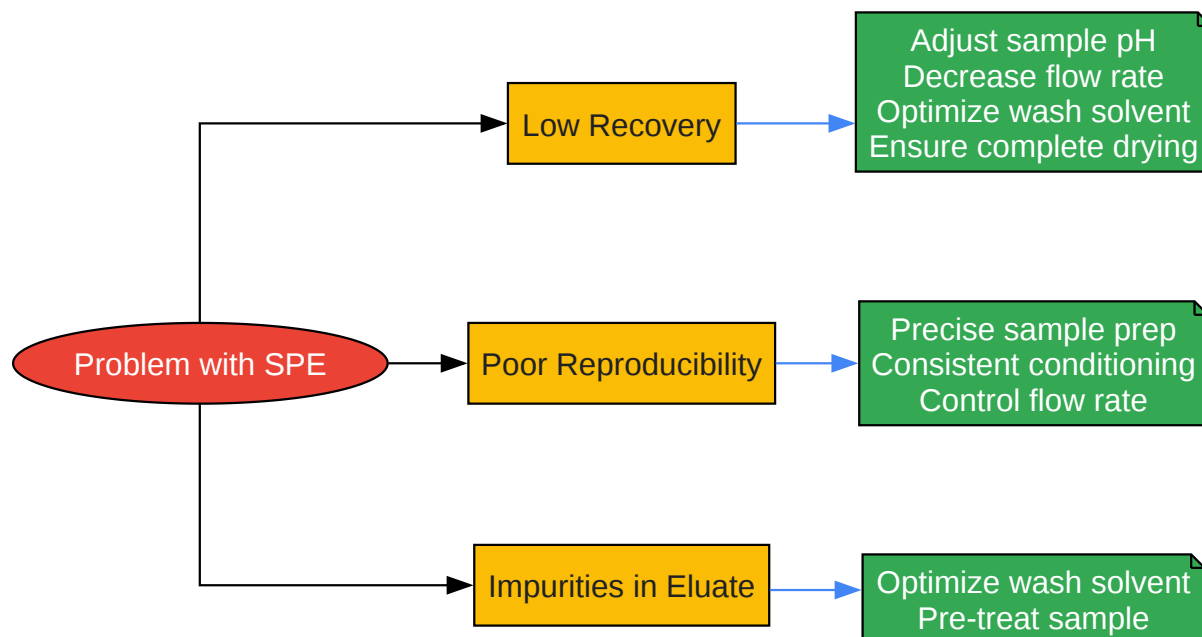 Problem with SPE
Low Recovery
Adjust sample pH
Decrease flow rate
Optimize wash solvent
Ensure complete drying
Poor Reproducibility
Precise sample prep
Consistent conditioning
Control flow rate
Impurities in Eluate
Optimize wash solvent
Pre-treat sample